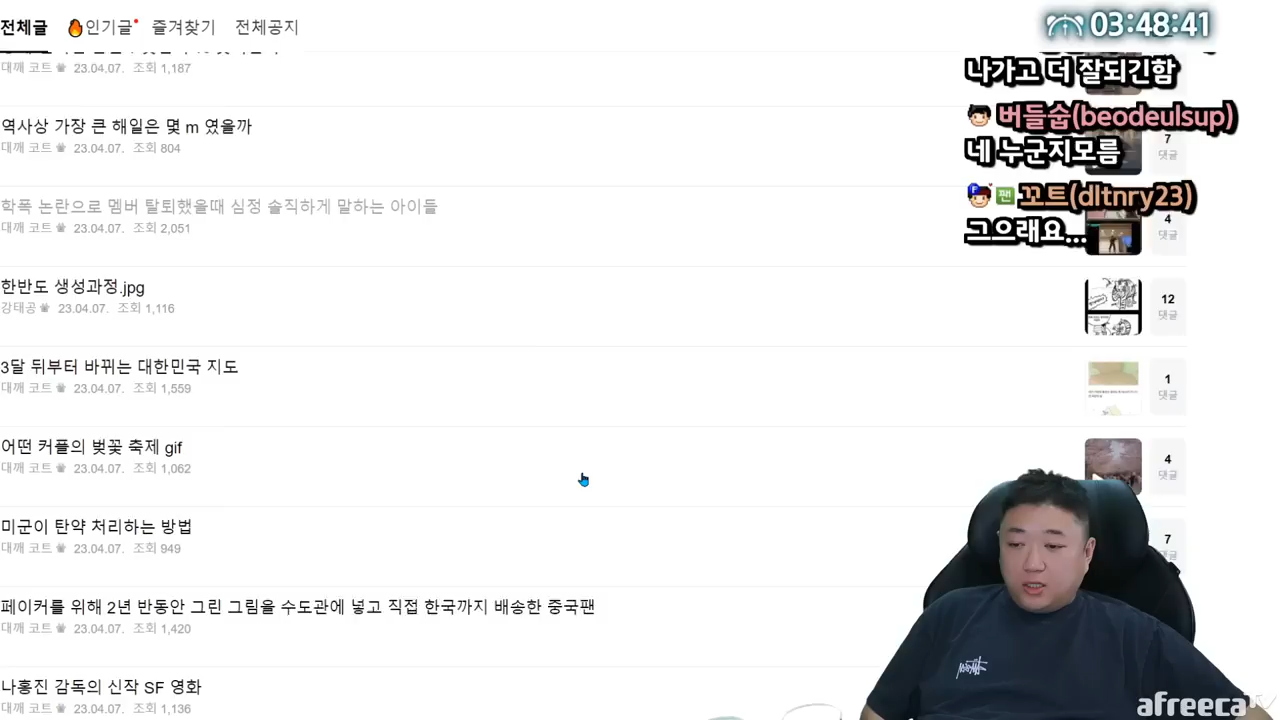 전체글 인기글 즐겨찾기 전체공지
03:48:41
대깨 코트 23.04.07. 조회 1,187
나가고 더 잘되긴함
역사상 가장 큰 해일은 몇 m 였을까
대깨 코트 23.04.07. 조회 804
7
댓글
버들숲(beodeulsup)
네 누군지모름
학폭 논란으로 멤버 탈퇴했을때 심정 솔직하게 말하는 아이들
대깨 코트 23.04.07. 조회 2,051
4
댓글
F 팬 꼬트(dltnry23)
그으래요...
한반도 생성과정.jpg
강태공 23.04.07. 조회 1,116
12
댓글
3달 뒤부터 바뀌는 대한민국 지도
대깨 코트 23.04.07. 조회 1,559
1
댓글
어떤 커플의 벚꽃 축제 gif
대깨 코트 23.04.07. 조회 1,062
4
댓글
미군이 탄약 처리하는 방법
대깨 코트 23.04.07. 조회 949
7
페이커를 위해 2년 반동안 그린 그림을 수도관에 넣고 직접 한국까지 배송한 중국팬
대깨 코트 23.04.07. 조회 1,420
나홍진 감독의 신작 SF 영화
대깨 코트 23.04.07. 조회 1,136
afreecaTV